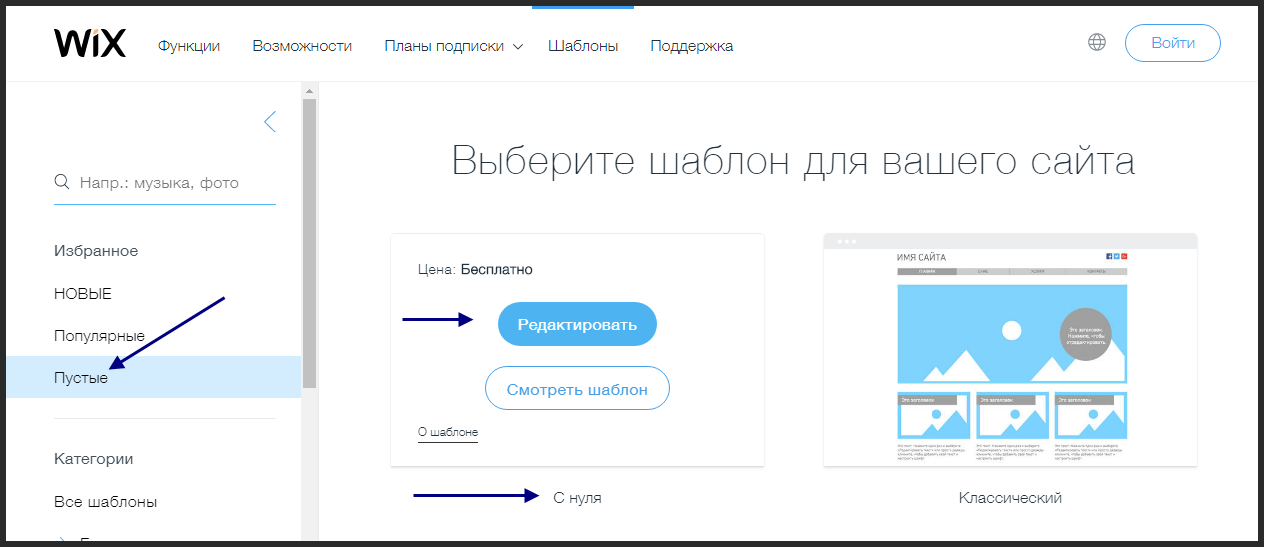 WiX
Функции
Возможности
Планы подписки
Шаблоны
Поддержка
Войти
Напр.: музыка, фото
Избранное
НОВЫЕ
Популярные
Пустые
Категории
Все шаблоны
Выберите шаблон для вашего сайта
Цена: Бесплатно
Редактировать
Смотреть шаблон
О шаблоне
С нуля
ИМЯ САЙТА
Это заголовок.
Нажмите, чтобы
отредактировать
Это заголовок
Это заголовок
Это заголовок
Классический